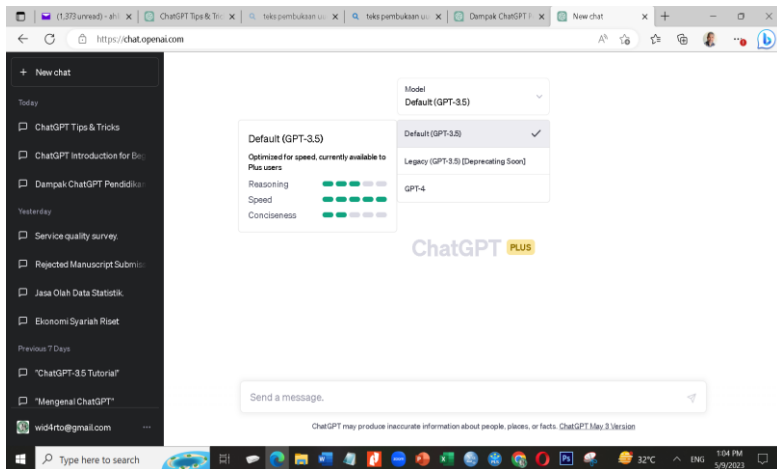 (1,373 unread) - ah
ChatGPT Tips & Tric
teks pembukaan uu
teks pembukaan uu
Dampak ChatGPT P
New chat
https://chat.openai.com
+ New chat
Today
ChatGPT Tips & Tricks
ChatGPT Introduction for Beg
Dampak ChatGPT Pendidika
Yesterday
Service quality survey.
Rejected Manuscript Submis
Jasa Olah Data Statistik.
Ekonomi Syariah Riset
Previous 7 Days
"ChatGPT-3.5 Tutorial"
"Mengenal ChatGPT"
wid4rto@gmail.com
Model
Default (GPT-3.5)
Default (GPT-3.5)
Legacy (GPT-3.5) [Deprecating Soon]
GPT-4
Default (GPT-3.5)
Optimized for speed, currently available to
Plus users
Reasoning
Speed
Conciseness
ChatGPT PLUS
Send a message.
ChatGPT may produce inaccurate information about people, places, or facts. ChatGPT May 3 Version
Type here to search
32°C
ENG
1:04 PM
5/9/2023